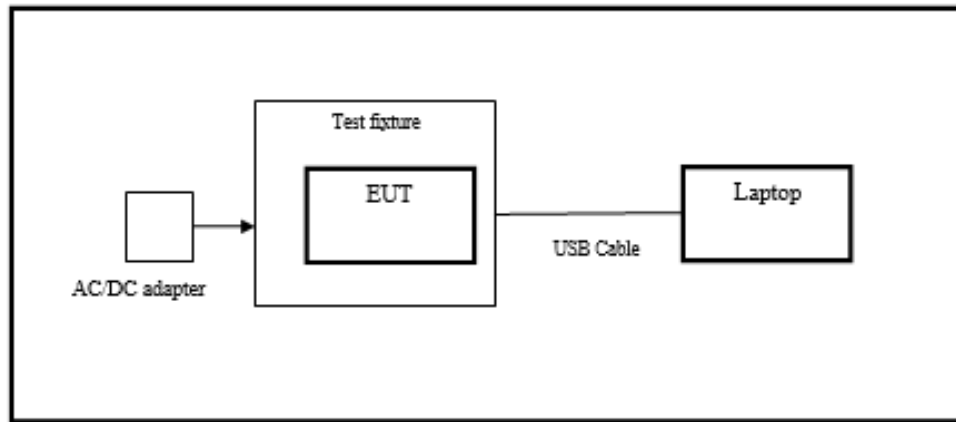 Test fixture
EUT
Laptop
USB Cable
AC/DC adapter